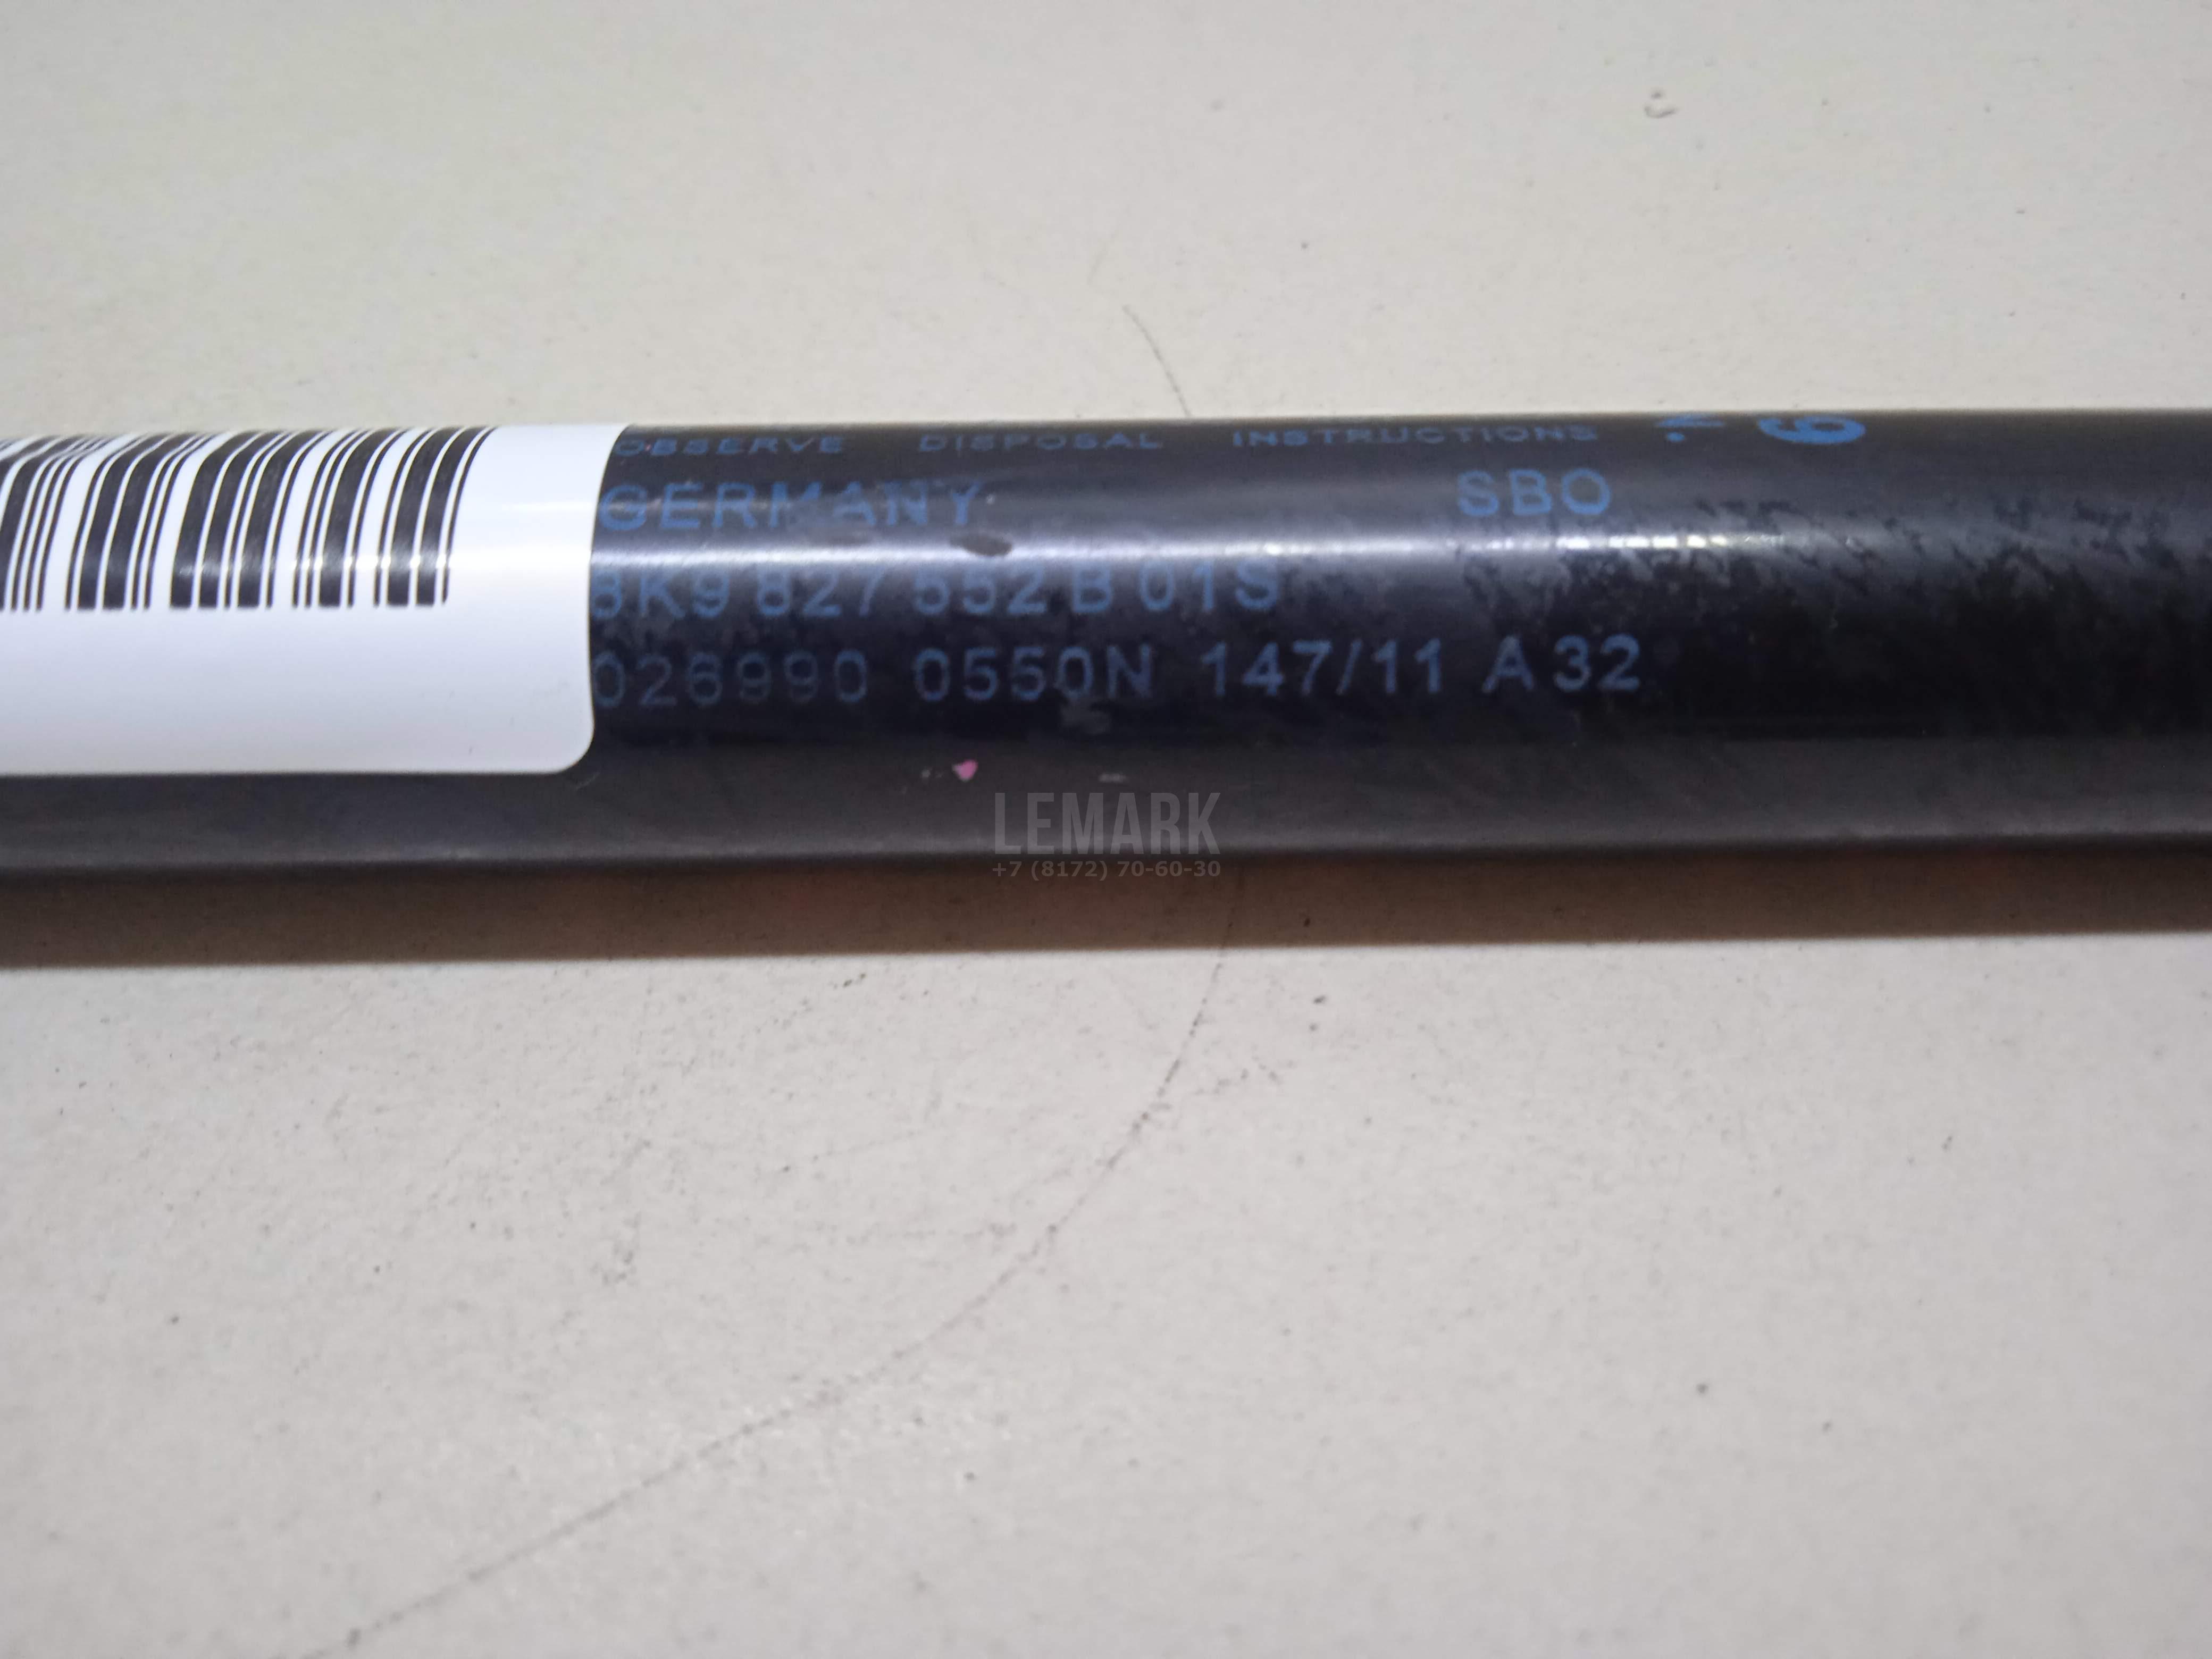 OBSERVE DISPOSAL INSTRUCTIONS
GERMANY SBO
8K9 827 552 B 01S
026990 0550N 147/11 A 32
LEMARK
+7 (8172) 70-60-30